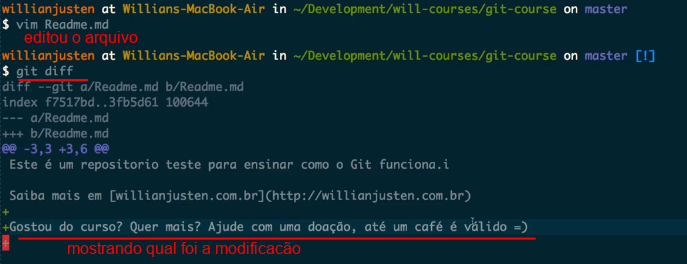 willianjusten at Willians-MacBook-Air in ~/Development/will-courses/git-course on master
$ vim Readme.md
editou o arquivo
willianjusten at Willians-MacBook-Air in ~/Development/will-courses/git-course on master [!]
$ git diff
diff --git a/Readme.md b/Readme.md
index f7517bd..3fb5d61 100644
--- a/Readme.md
+++ b/Readme.md
@@ -3,3 +3,6 @@
Este é um repositorio teste para ensinar como o Git funciona.i
Saiba mais em [willianjusten.com.br](http://willianjusten.com.br)
+
+Gostou do curso? Quer mais? Ajude com uma doação, até um café é válido =)
+
mostrando qual foi a modificacão